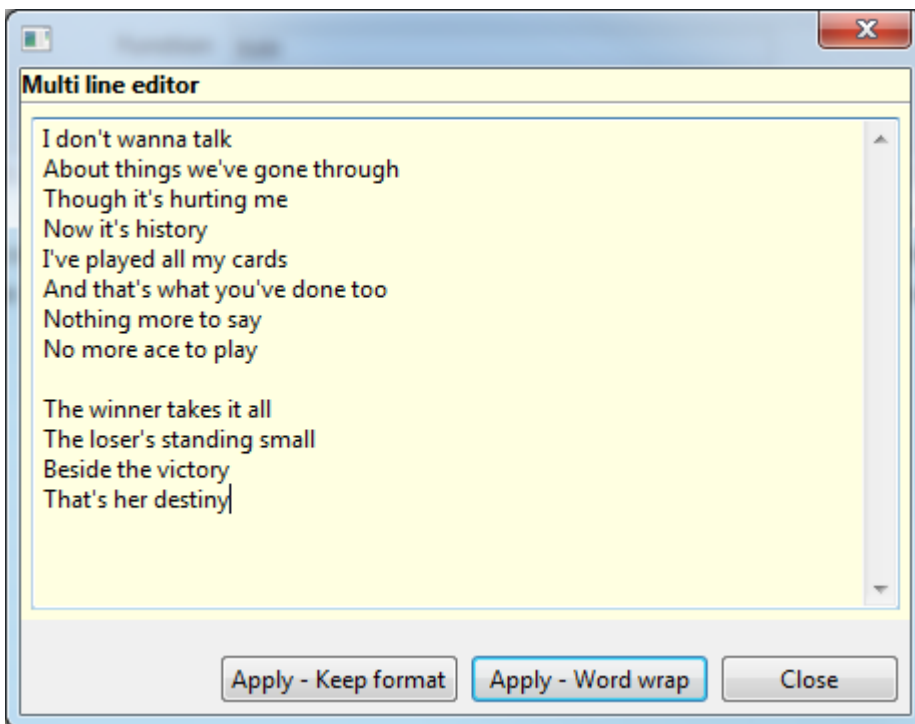 Multi line editor
I don't wanna talk
About things we've gone through
Though it's hurting me
Now it's history
I've played all my cards
And that's what you've done too
Nothing more to say
No more ace to play

The winner takes it all
The loser's standing small
Beside the victory
That's her destiny
Apply - Keep format
Apply - Word wrap
Close